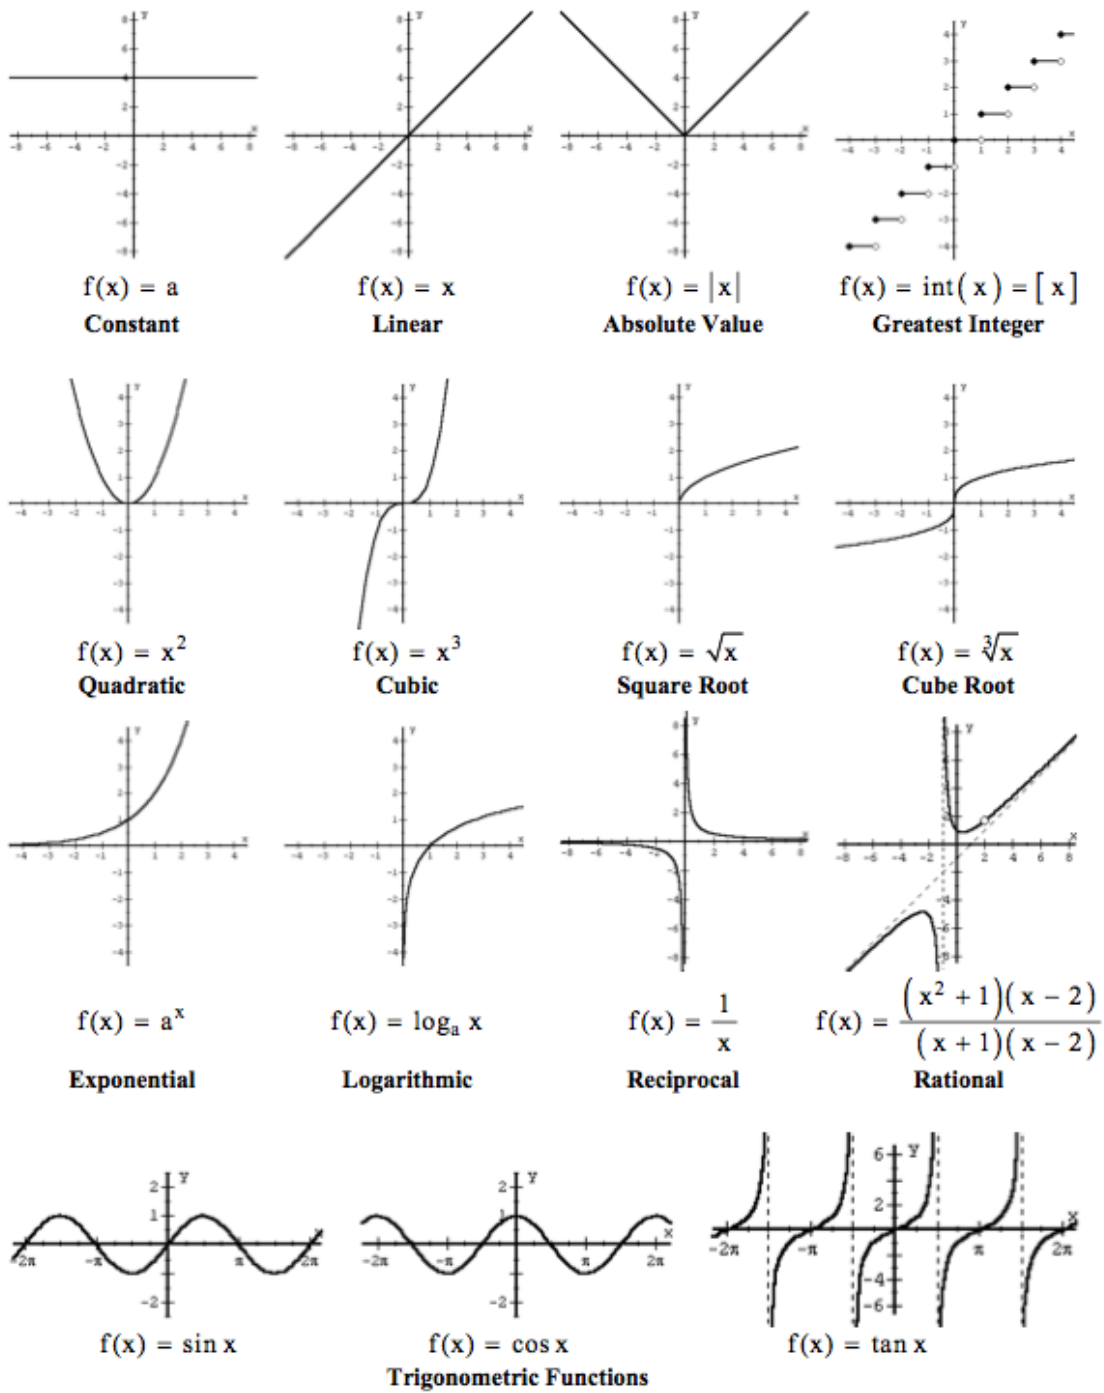 f(x) = a f(x) = x f(x) = |x| f(x) = int( x ) = [ x ]
Constant Linear Absolute Value Greatest Integer
f(x) = x² f(x) = x³ f(x) = √x f(x) = ∛x
Quadratic Cubic Square Root Cube Root
f(x) = aˣ f(x) = logₐ x f(x) = 1/x f(x) = (x² + 1)(x − 2) / (x + 1)(x − 2)
Exponential Logarithmic Reciprocal Rational
f(x) = sin x f(x) = cos x f(x) = tan x
Trigonometric Functions